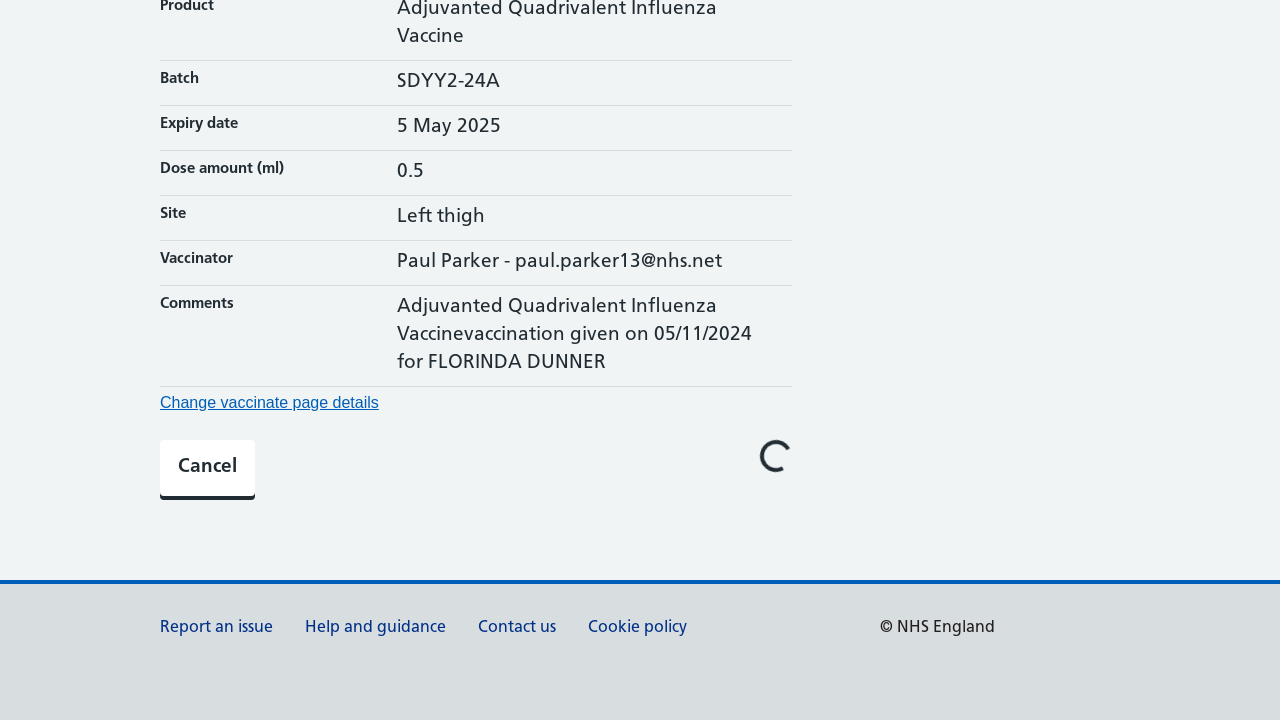 Product
Adjuvanted Quadrivalent Influenza
Vaccine
Batch
SDYY2-24A
Expiry date
5 May 2025
Dose amount (ml)
0.5
Site
Left thigh
Vaccinator
Paul Parker - paul.parker13@nhs.net
Comments
Adjuvanted Quadrivalent Influenza
Vaccinevaccination given on 05/11/2024
for FLORINDA DUNNER
Change vaccinate page details
Cancel
Report an issue
Help and guidance
Contact us
Cookie policy
© NHS England